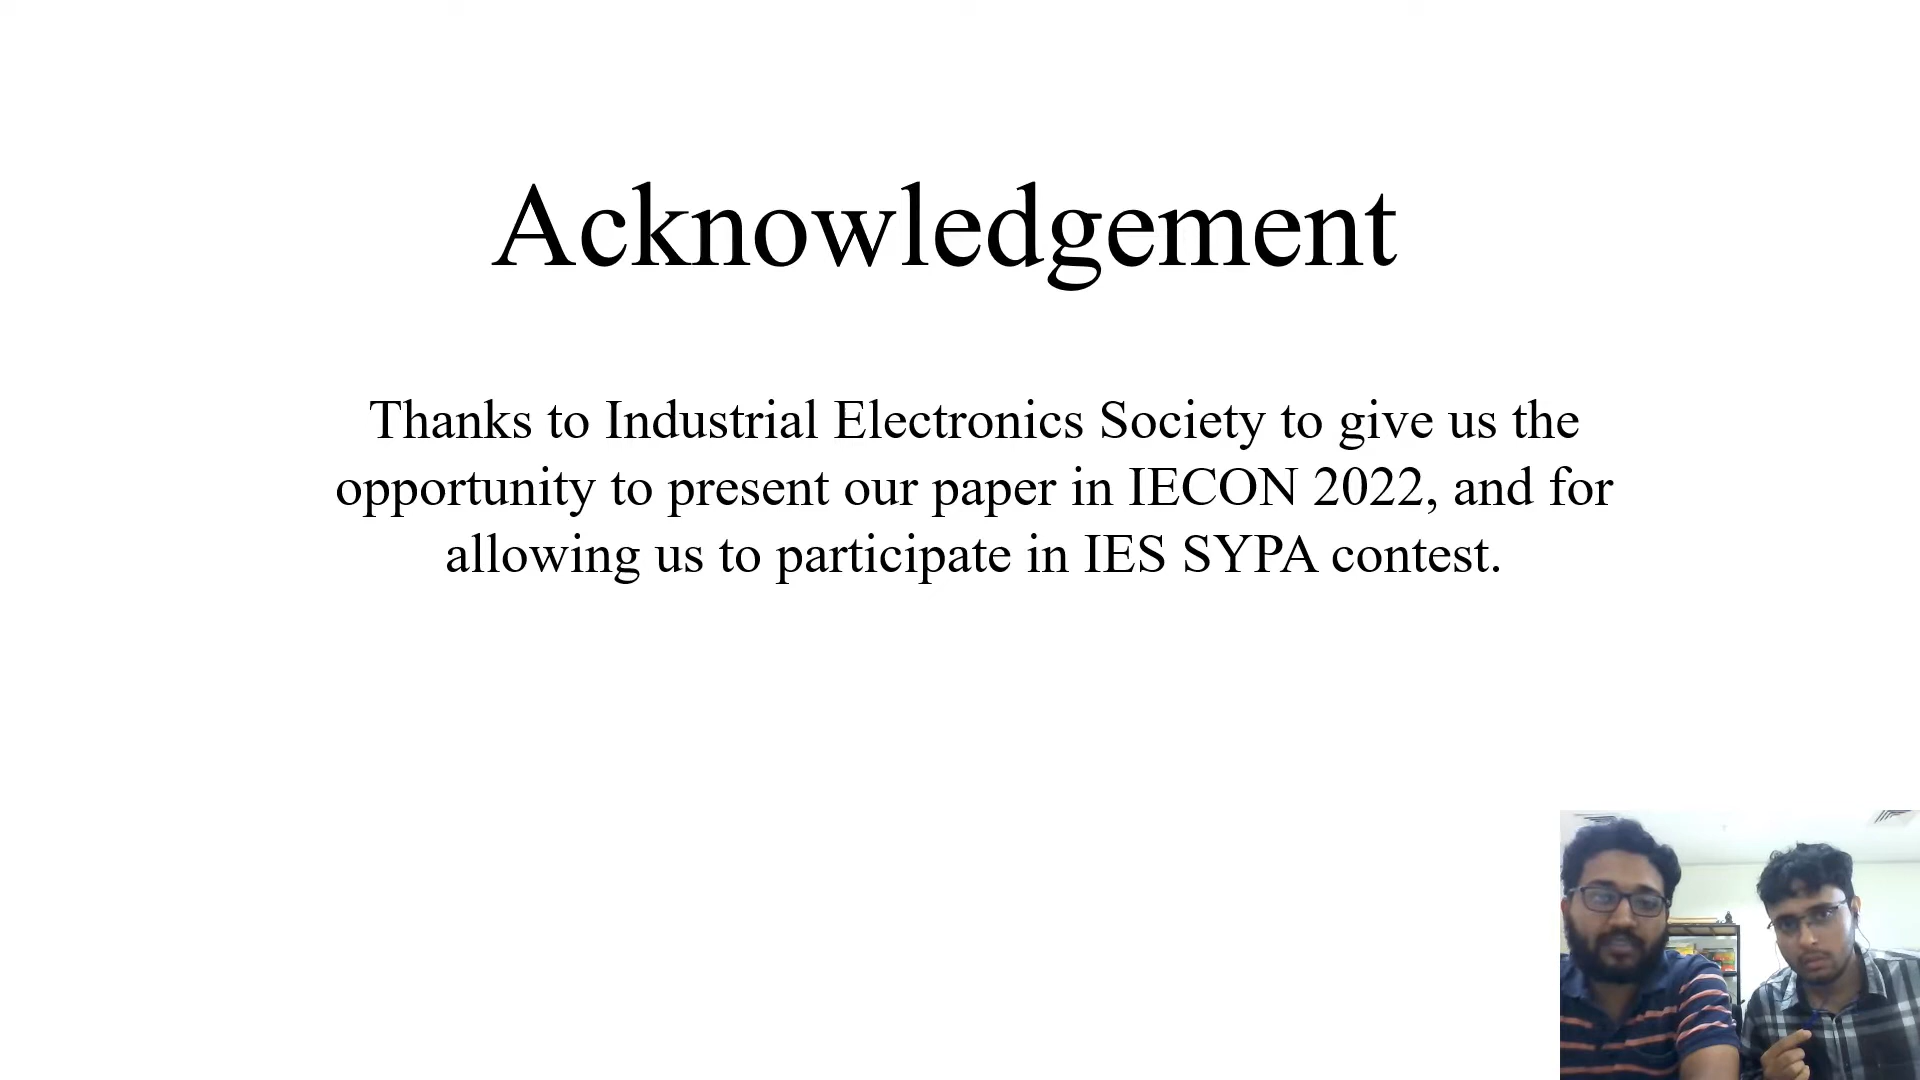 Acknowledgement
Thanks to Industrial Electronics Society to give us the
opportunity to present our paper in IECON 2022, and for
allowing us to participate in IES SYPA contest.